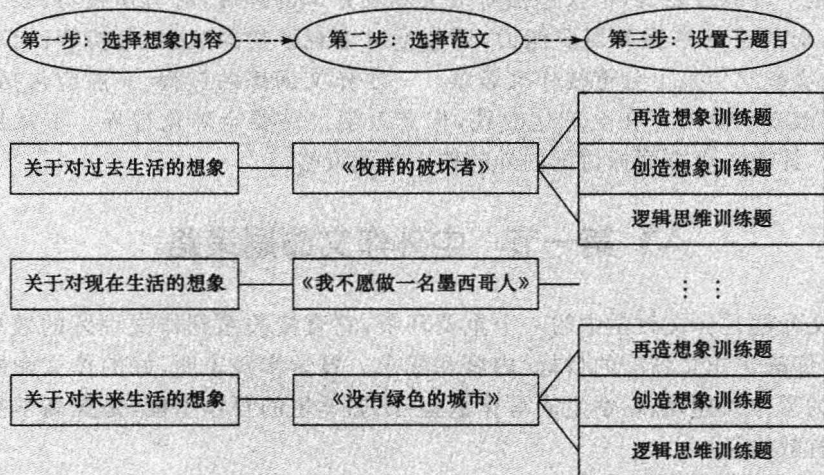 第一步：选择想象内容 第二步：选择范文 第三步：设置子题目
再造想象训练题
关于对过去生活的想象 《牧群的破坏者》 创造想象训练题
逻辑思维训练题
关于对现在生活的想象 《我不愿做一名墨西哥人》 ⋮ ⋮
再造想象训练题
关于对未来生活的想象 《没有绿色的城市》 创造想象训练题
逻辑思维训练题